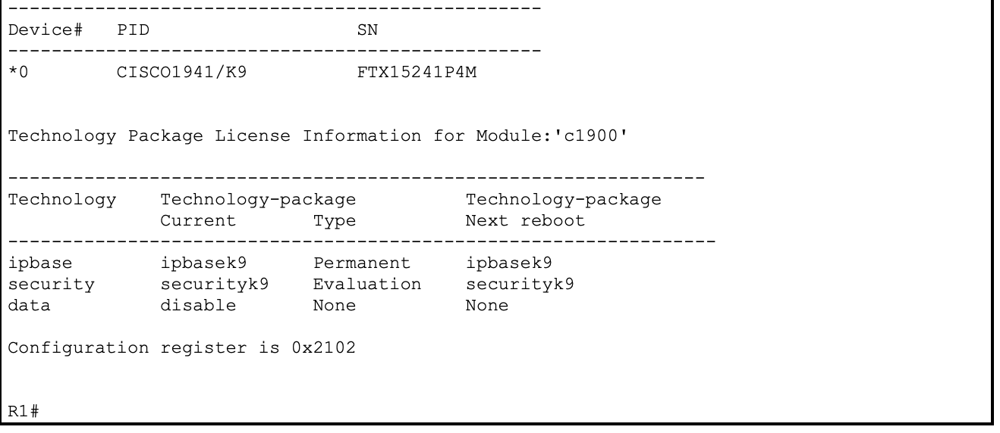 -------------------------------------------------
Device#   PID                   SN
-------------------------------------------------
*0        CISCO1941/K9          FTX15241P4M
Technology Package License Information for Module:'c1900'
----------------------------------------------------------------
Technology    Technology-package          Technology-package
              Current       Type          Next reboot
-----------------------------------------------------------------
ipbase        ipbasek9      Permanent     ipbasek9
security      securityk9    Evaluation    securityk9
data          disable       None          None
Configuration register is 0x2102
R1#